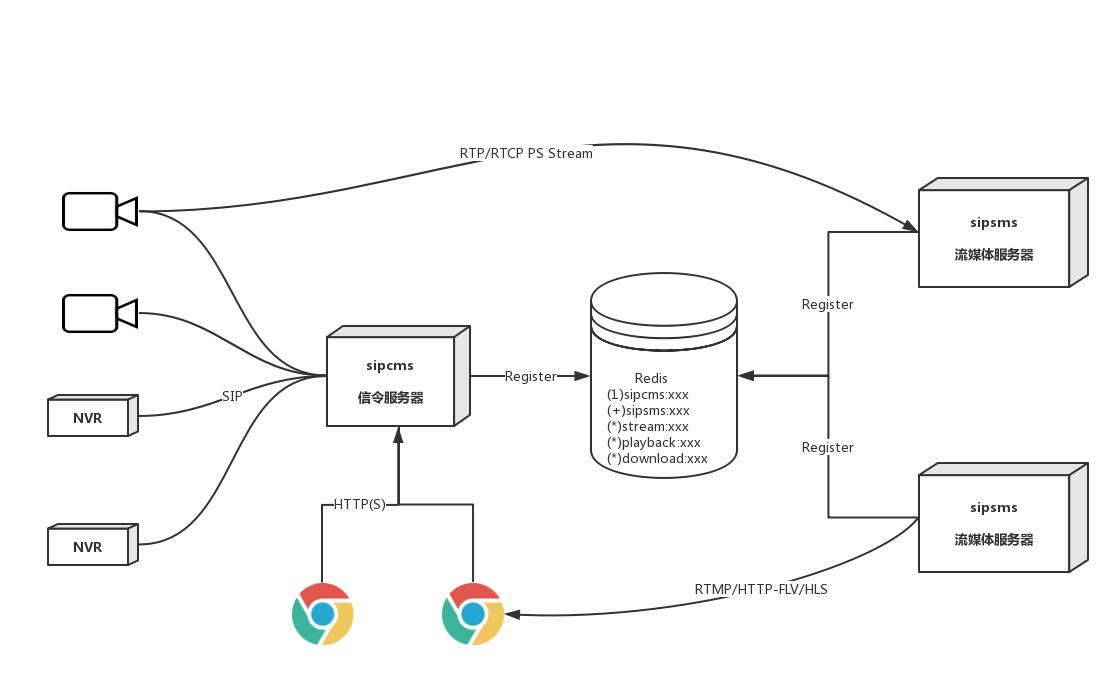 RTP/RTCP PS Stream
sipsms
流媒体服务器
Register
sipcms
信令服务器
Register
Redis
(1)sipcms:xxx
(+)sipsms:xxx
(*)stream:xxx
(*)playback:xxx
(*)download:xxx
SIP
NVR
Register
HTTP(S)
sipsms
流媒体服务器
NVR
RTMP/HTTP-FLV/HLS